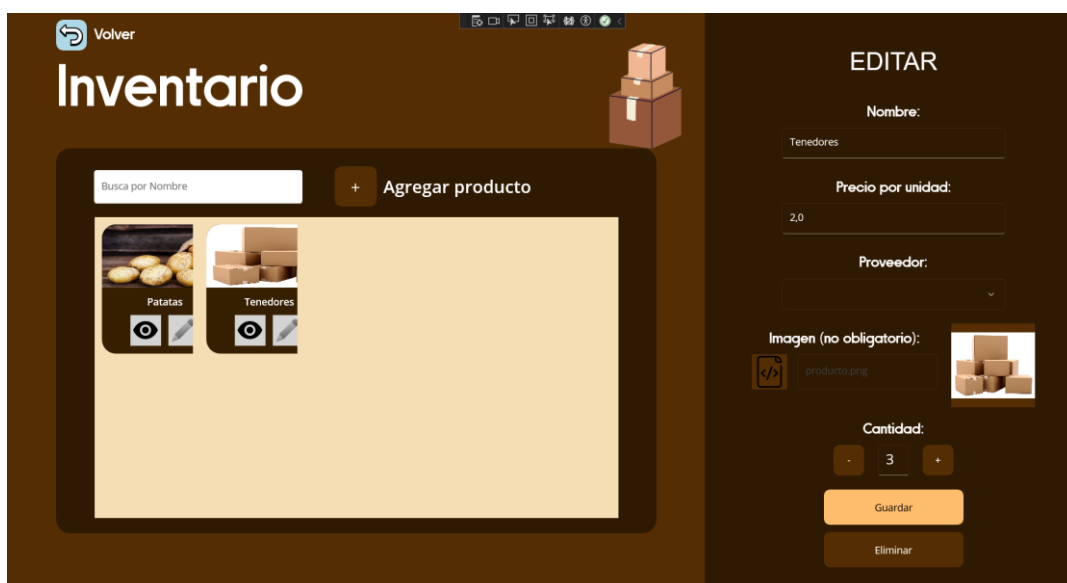 Volver
Inventario
Busca por Nombre
+ Agregar producto
Patatas
Tenedores
EDITAR
Nombre:
Tenedores
Precio por unidad:
2,0
Proveedor:
Imagen (no obligatorio):
</>
producto.png
Cantidad:
- 3 +
Guardar
Eliminar